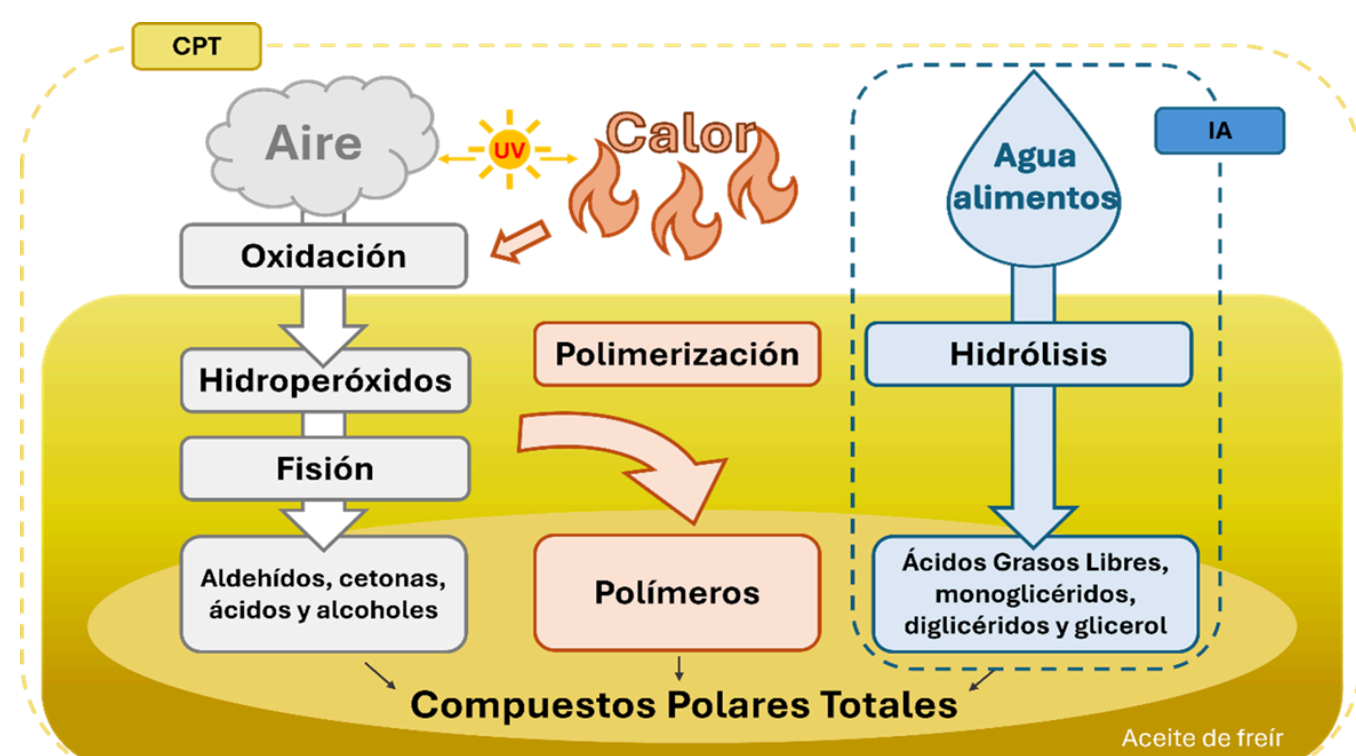 CPT
Aire
UV
Calor
Agua
alimentos
IA
Oxidación
Hidroperóxidos
Polimerización
Hidrólisis
Fisión
Aldehídos, cetonas,
ácidos y alcoholes
Polímeros
Ácidos Grasos Libres,
monoglicéridos,
diglicéridos y glicerol
Compuestos Polares Totales
Aceite de freír